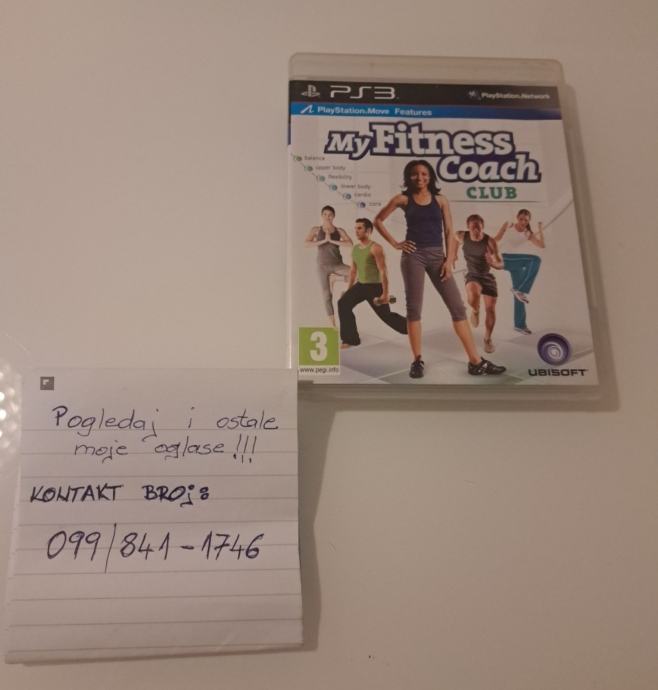 PS3
PlayStation.Network
PlayStation.Move Features
My Fitness
Coach
CLUB
balance
upper body
flexibility
lower body
cardio
core
3
www.pegi.info
UBISOFT
Pogledaj i ostale
moje oglase!!!
KONTAKT BROJ:
099/841-1746